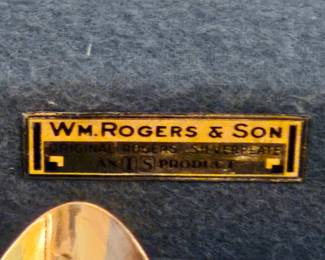 WM. ROGERS & SON
ORIGINAL ROGERS SILVERPLATE
AN IS PRODUCT